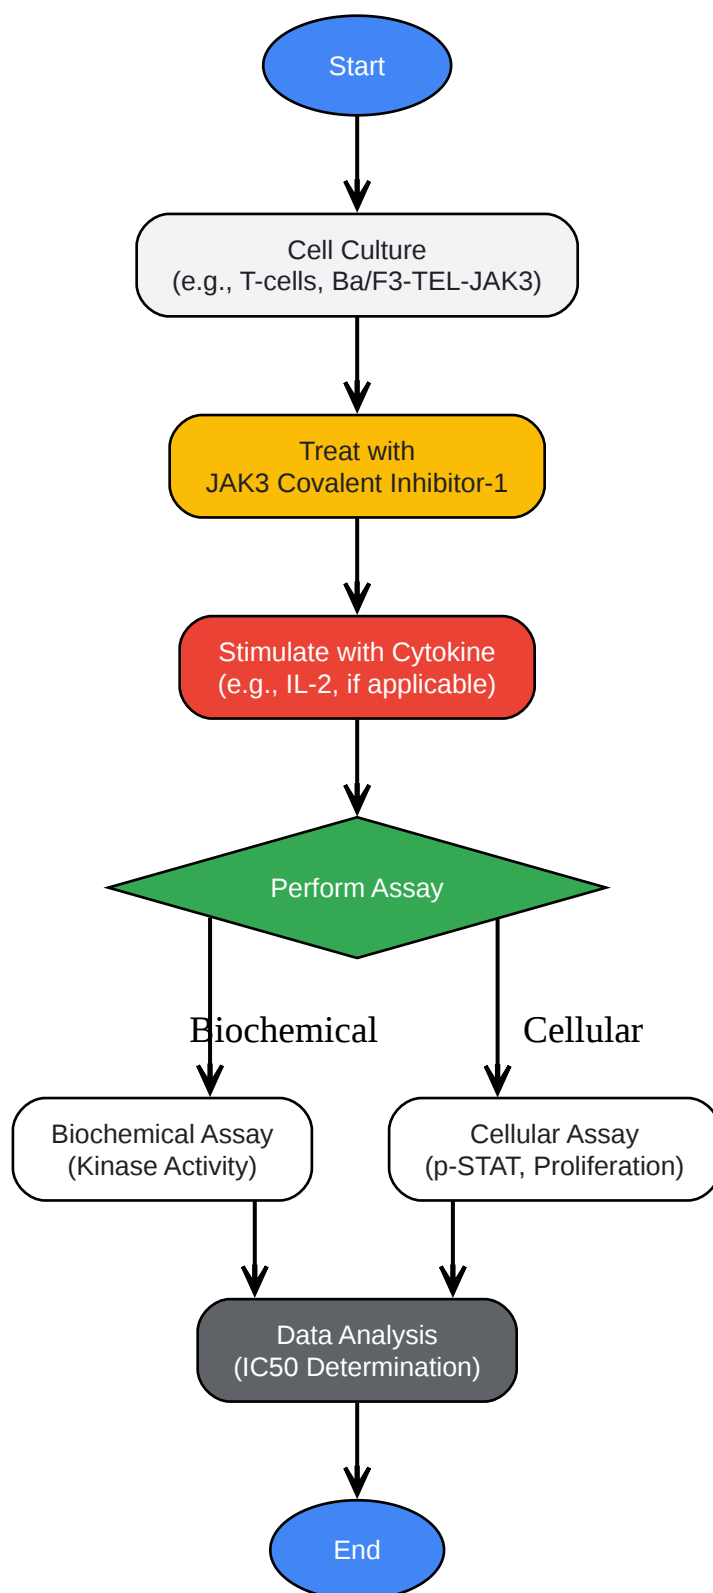 Start
Cell Culture
(e.g., T-cells, Ba/F3-TEL-JAK3)
Treat with
JAK3 Covalent Inhibitor-1
Stimulate with Cytokine
(e.g., IL-2, if applicable)
Perform Assay
Biochemical
Cellular
Biochemical Assay
(Kinase Activity)
Cellular Assay
(p-STAT, Proliferation)
Data Analysis
(IC50 Determination)
End